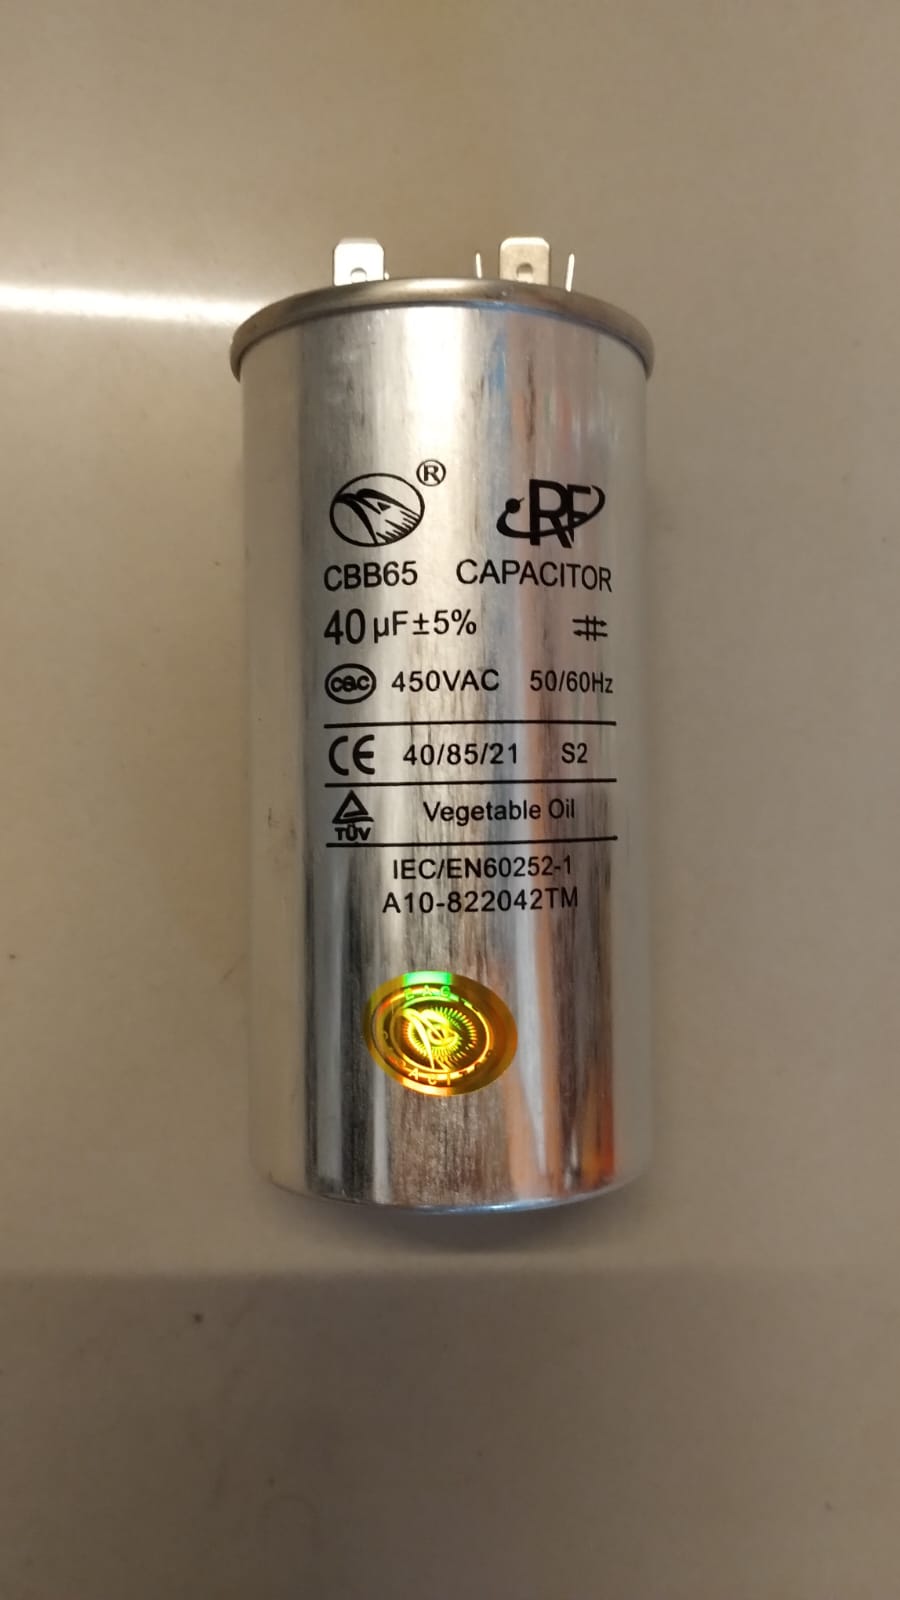 ®
RF
CBB65 CAPACITOR
40 µF±5%
CQC 450VAC 50/60Hz
CE 40/85/21 S2
TÜV Vegetable Oil
IEC/EN60252-1
A10-822042TM